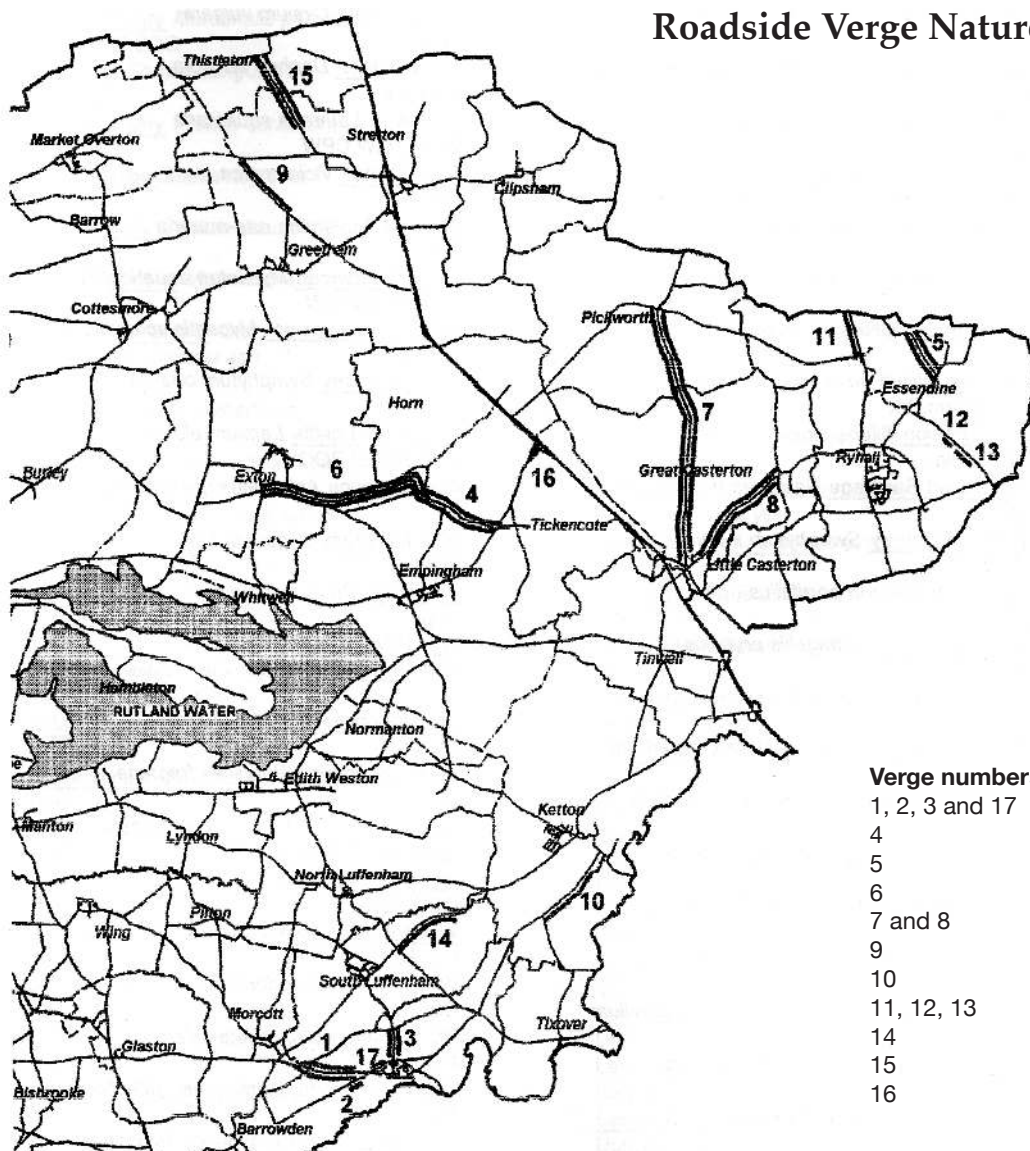 Roadside Verge Nature
Thistleton
15
Stretton
Market Overton
9
Clipsham
Barrow
Greetham
Cottesmore
Pickworth
11
5
Essendine
Horn
7
12
13
Burley
6
Exton
16
Great Casterton
Ryhall
4
8
Tickencote
Little Casterton
Empingham
Whitwell
Tinwell
Hambleton
RUTLAND WATER
Normanton
Edith Weston
Ketton
Manton
Lyndon
North Luffenham
10
Pilton
Wing
14
South Luffenham
Morcott
Tixover
1
3
17
Glaston
2
Bisbrooke
Barrowden
Verge number
1, 2, 3 and 17
4
5
6
7 and 8
9
10
11, 12, 13
14
15
16